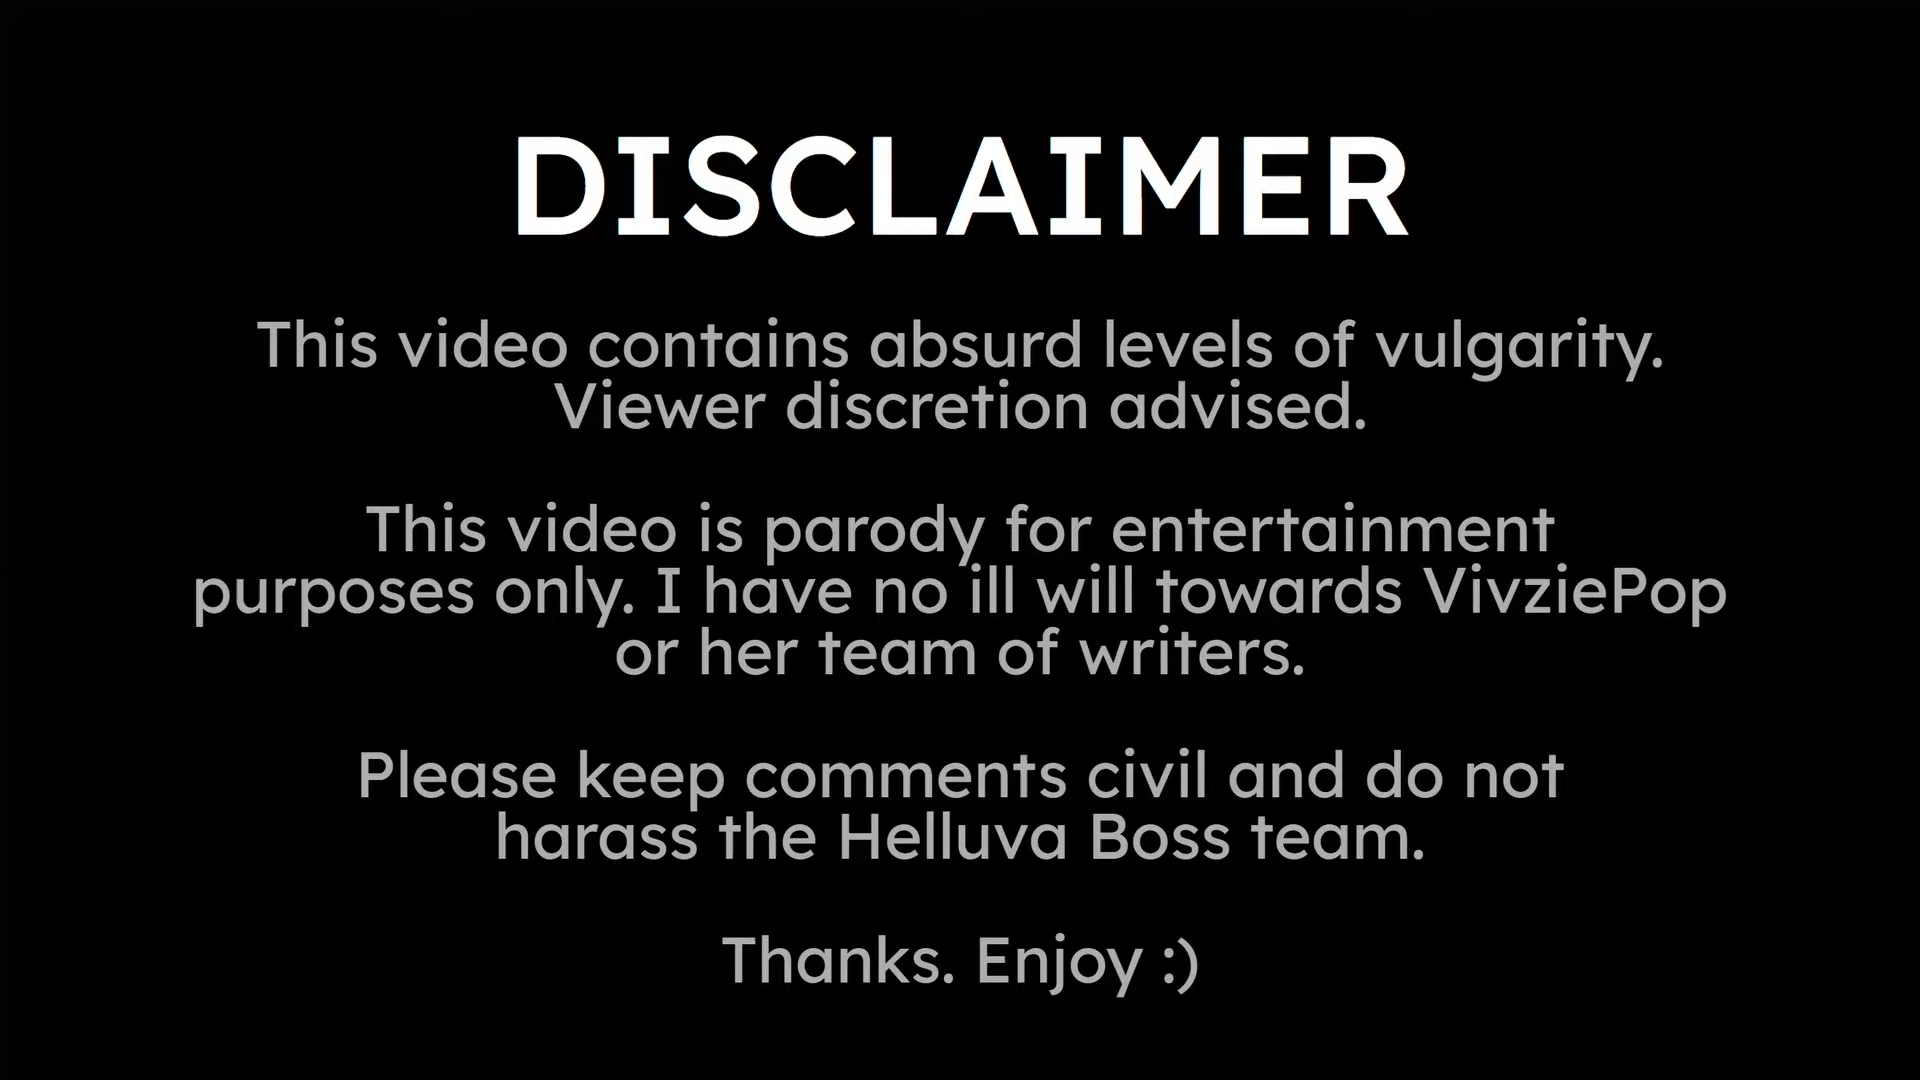 DISCLAIMER
This video contains absurd levels of vulgarity.
Viewer discretion advised.
This video is parody for entertainment
purposes only. I have no ill will towards VivziePop
or her team of writers.
Please keep comments civil and do not
harass the Helluva Boss team.
Thanks. Enjoy :)